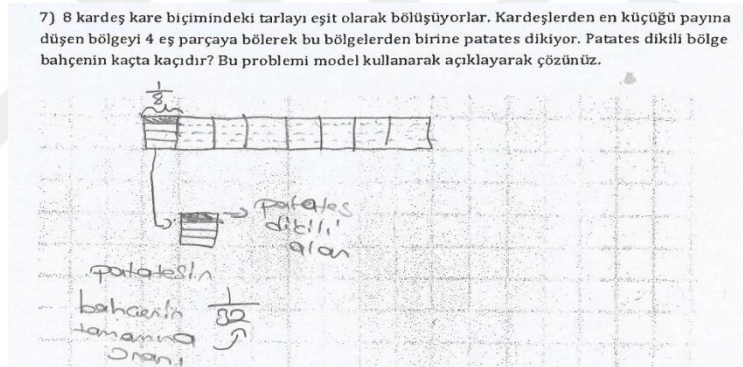 7) 8 kardeş kare biçimindeki tarlayı eşit olarak bölüşüyorlar. Kardeşlerden en küçüğü payına
düşen bölgeyi 4 eş parçaya bölerek bu bölgelerden birine patates dikiyor. Patates dikili bölge
bahçenin kaçta kaçıdır? Bu problemi model kullanarak açıklayarak çözünüz.
1/8
patates
dikili
alan
patatesin
bahçenin
tamamına
oranı
1/32